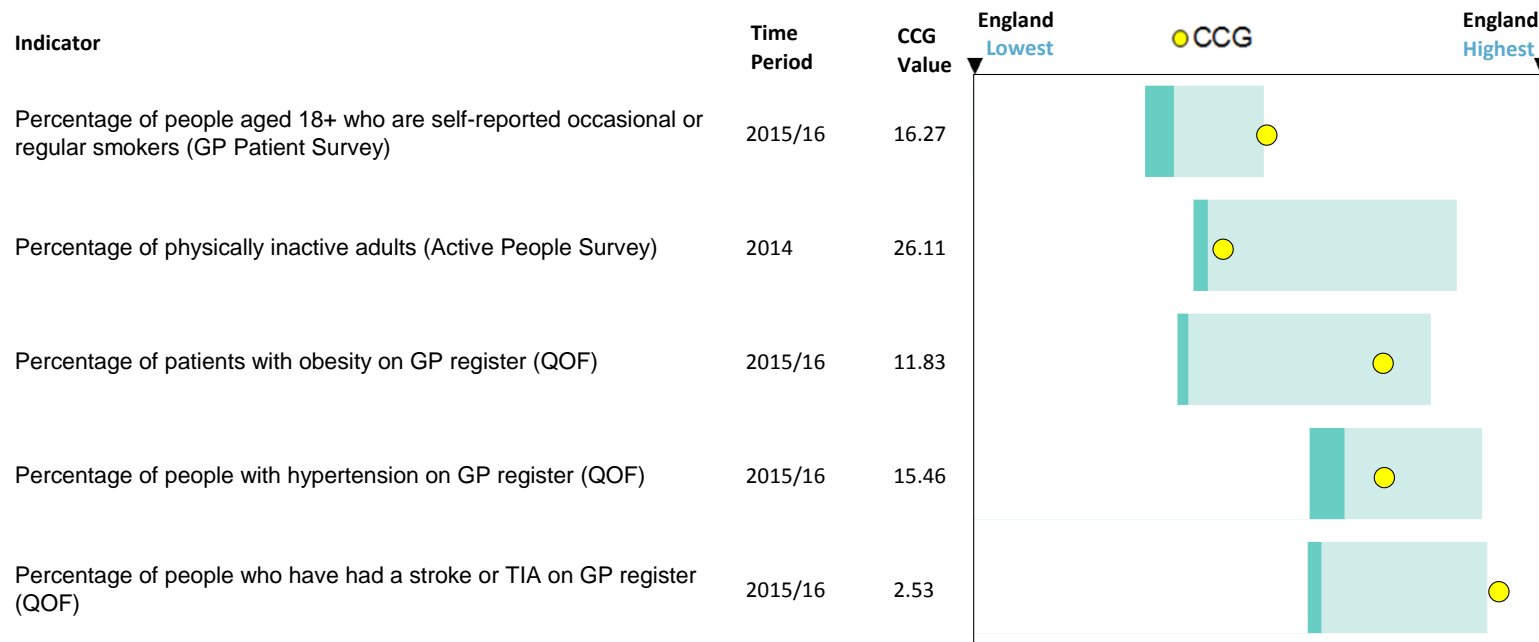 Indicator
Time
Period
CCG
Value
England
Lowest
CCG
England
Highest
Percentage of people aged 18+ who are self-reported occasional or
regular smokers (GP Patient Survey)
2015/16
16.27
Percentage of physically inactive adults (Active People Survey)
2014
26.11
Percentage of patients with obesity on GP register (QOF)
2015/16
11.83
Percentage of people with hypertension on GP register (QOF)
2015/16
15.46
Percentage of people who have had a stroke or TIA on GP register
(QOF)
2015/16
2.53